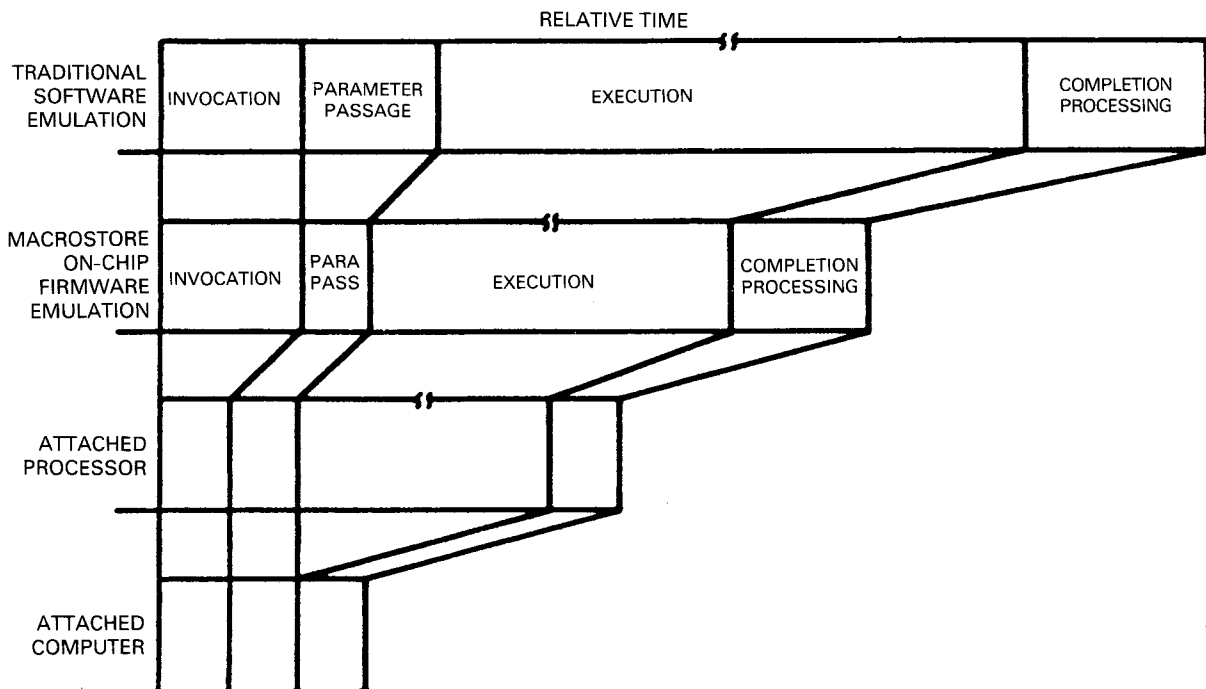 RELATIVE TIME
TRADITIONAL
SOFTWARE
EMULATION
INVOCATION
PARAMETER
PASSAGE
EXECUTION
COMPLETION
PROCESSING
MACROSTORE
ON-CHIP
FIRMWARE
EMULATION
INVOCATION
PARA
PASS
EXECUTION
COMPLETION
PROCESSING
ATTACHED
PROCESSOR
ATTACHED
COMPUTER